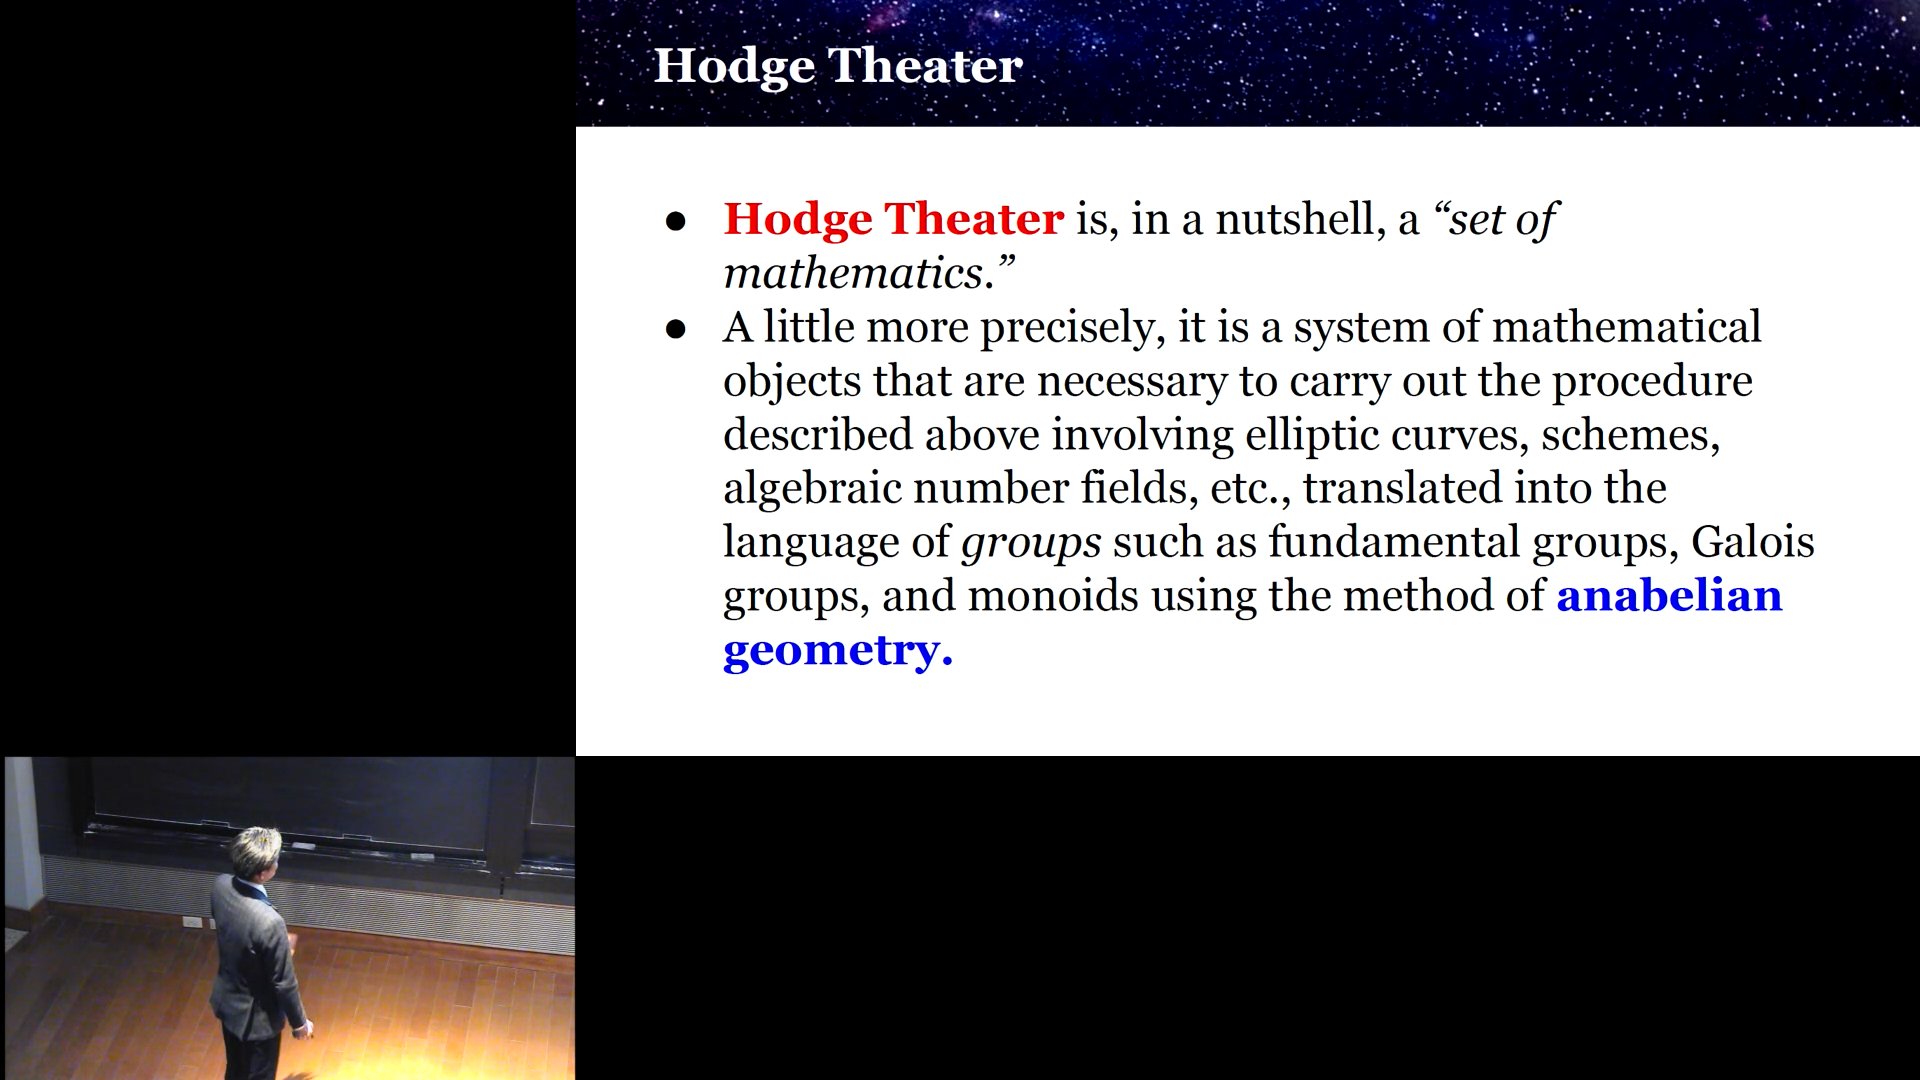 Hodge Theater
● Hodge Theater is, in a nutshell, a “set of
mathematics.”
● A little more precisely, it is a system of mathematical
objects that are necessary to carry out the procedure
described above involving elliptic curves, schemes,
algebraic number fields, etc., translated into the
language of groups such as fundamental groups, Galois
groups, and monoids using the method of anabelian
geometry.